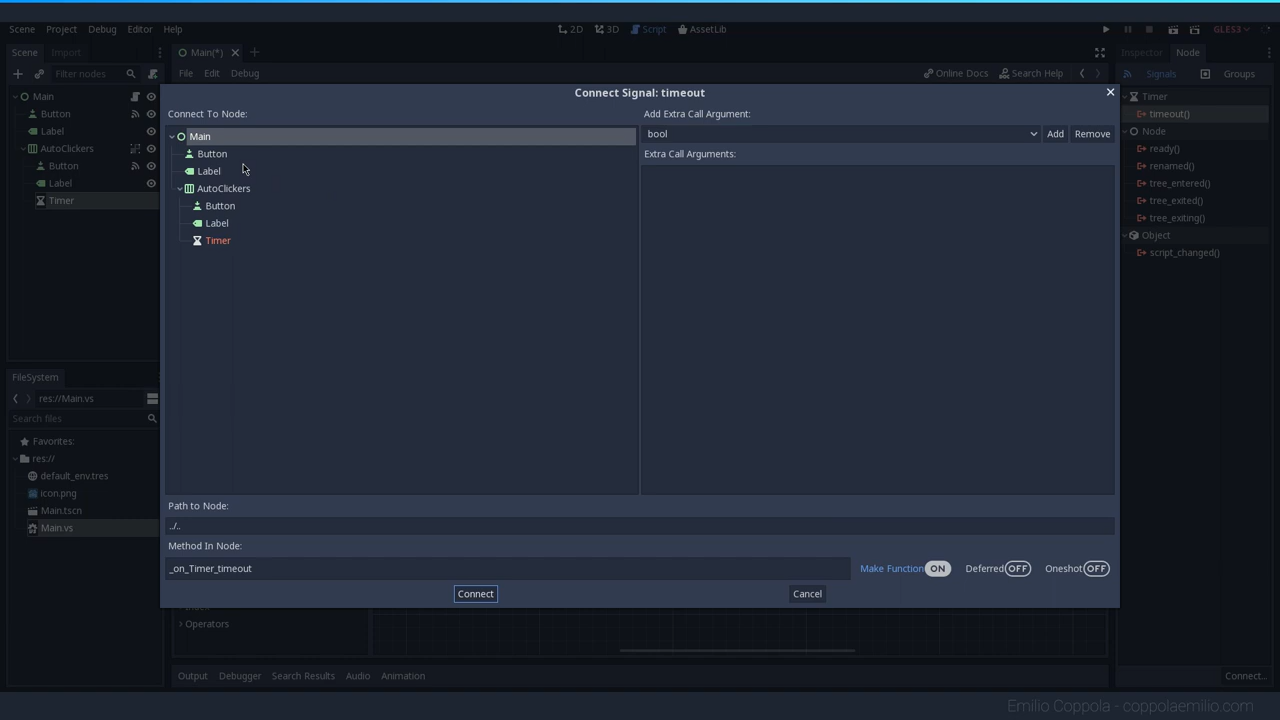 Scene Project Debug Editor Help
2D 3D Script AssetLib
GLES3
Scene Import
Main(*)
Inspector Node
Filter nodes
File Edit Debug
Online Docs Search Help
Signals Groups
Main
Button
Label
AutoClickers
Button
Label
Timer
Connect Signal: timeout
Connect To Node:
Main
Button
Label
AutoClickers
Button
Label
Timer
Add Extra Call Argument:
bool Add Remove
Extra Call Arguments:
Path to Node:
../..
Method In Node:
_on_Timer_timeout
Make Function ON Deferred OFF Oneshot OFF
Connect Cancel
Timer
timeout()
Node
ready()
renamed()
tree_entered()
tree_exited()
tree_exiting()
Object
script_changed()
FileSystem
res://Main.vs
Search files
Favorites:
res://
default_env.tres
icon.png
Main.tscn
Main.vs
Index
Operators
Output Debugger Search Results Audio Animation
Connect...
Emilio Coppola - coppolaemilio.com